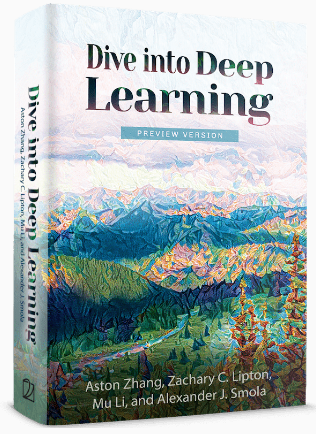 Dive into Deep
Learning
PREVIEW VERSION
Aston Zhang, Zachary C. Lipton,
Mu Li, and Alexander J. Smola
Dive into Deep Learning
Aston Zhang, Zachary C. Lipton, Mu Li, and Alexander J. Smola